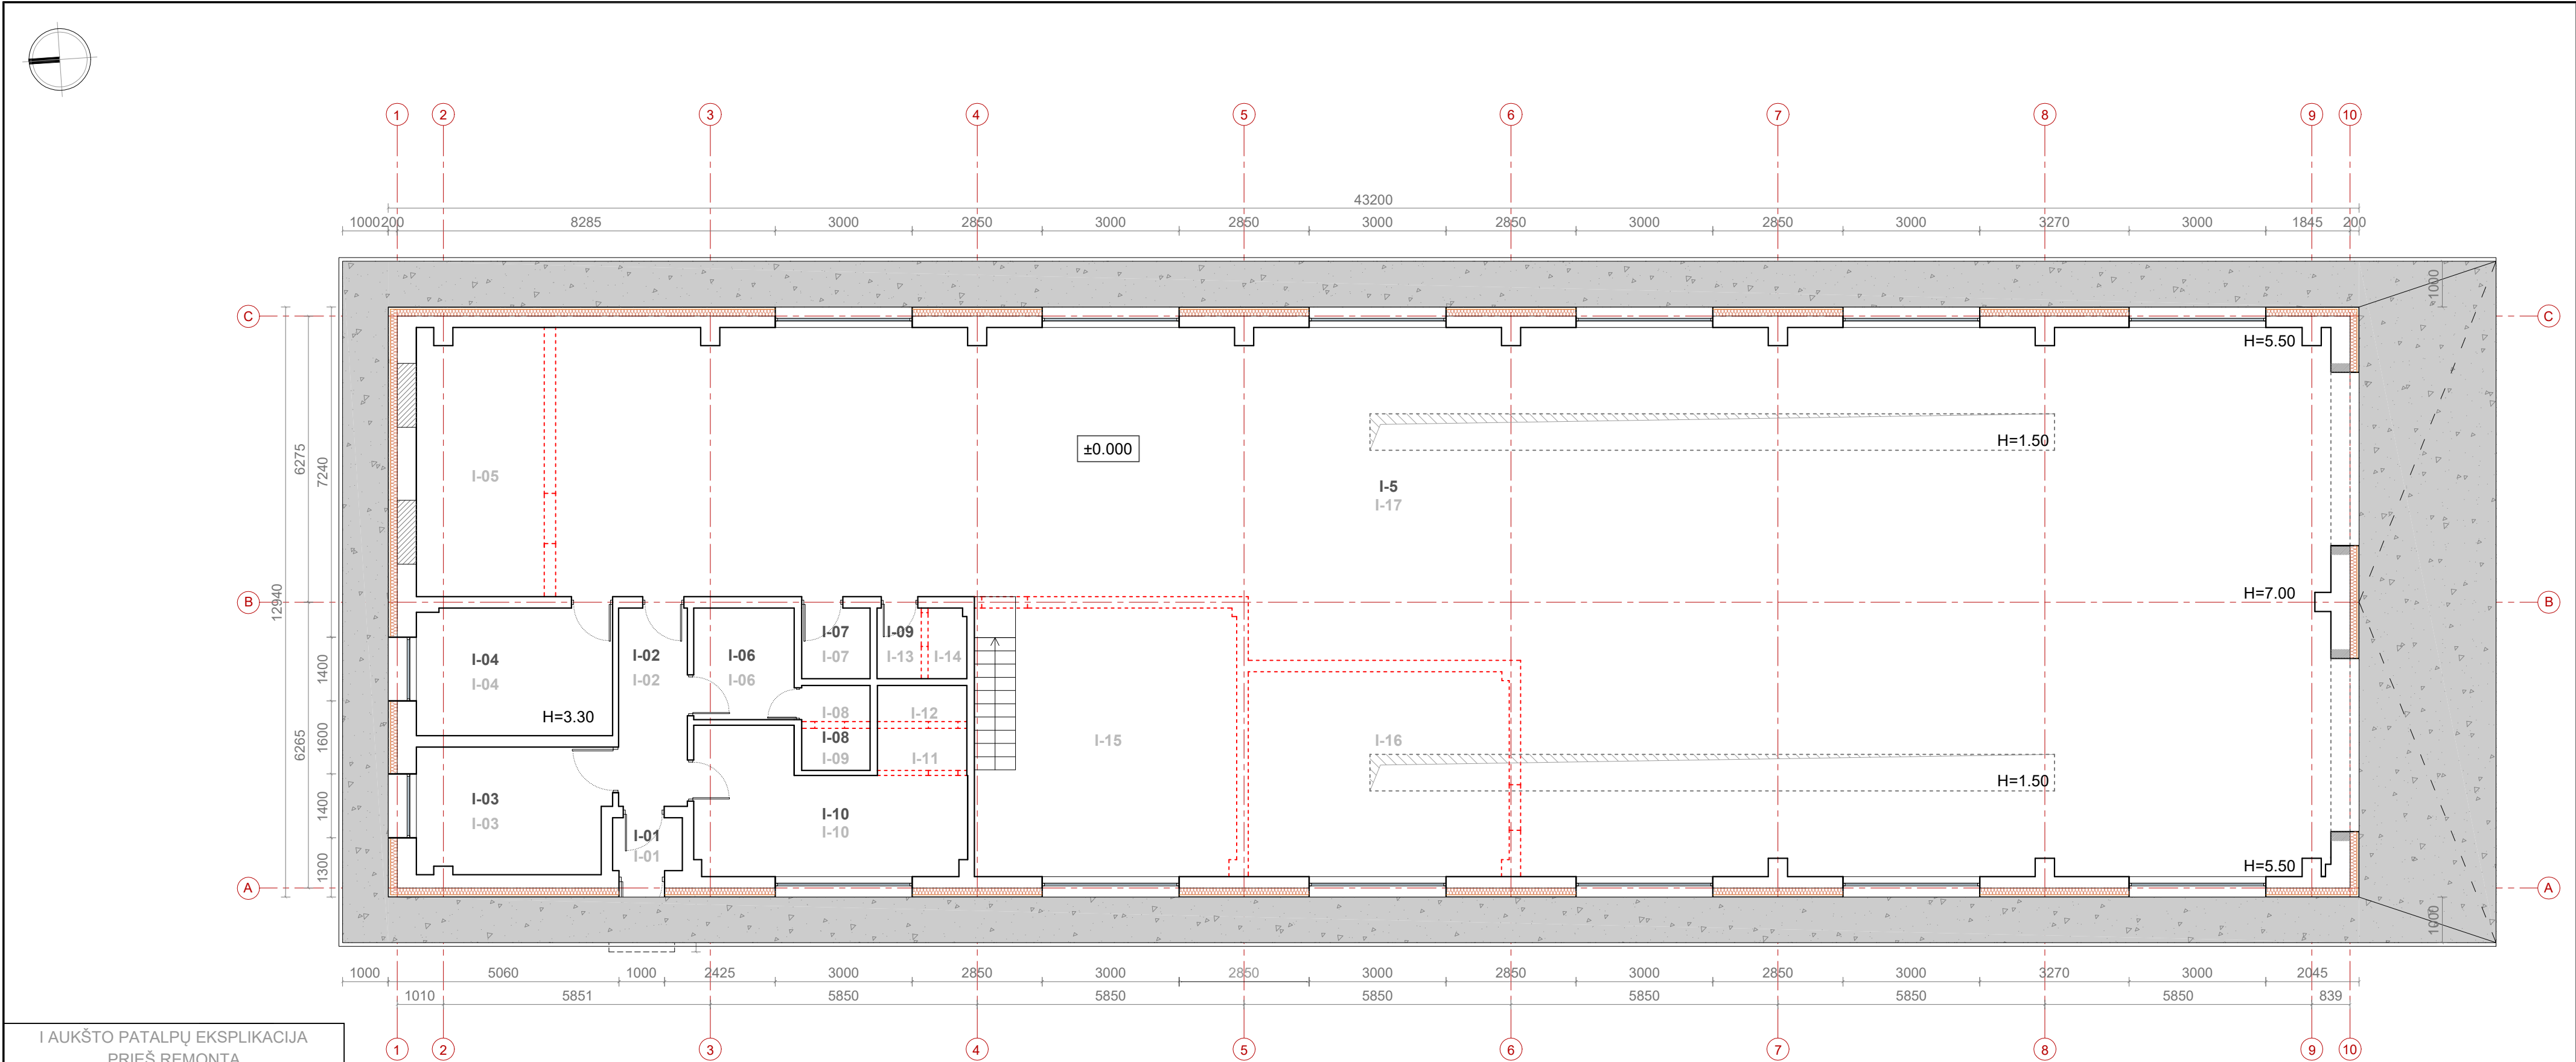 1 2 3 4 5 6 7 8 9 10
43200
1000 200 8285 3000 2850 3000 2850 3000 2850 3000 2850 3000 3270 3000 1845 200
1000
C C
H=5.50
±0.000
H=1.50
6275 7240
I-05
I-5
I-17
12940
B B
H=7.00
I-07 I-09
I-04 I-02 I-06
I-07 I-13 I-14
1400
I-04 I-02 I-06
H=3.30
I-08 I-12
6265 1600
I-08
I-15 I-16
I-09 I-11
H=1.50
I-03
1400
I-10
I-03
I-01
I-10
I-01
1300
H=5.50
A A
1000
1000 5060 1000 2425 3000 2850 3000 2850 3000 2850 3000 2850 3000 3270 3000 2045
1010 5851 5850 5850 5850 5850 5850 5850 839
I AUKŠTO PATALPŲ EKSPLIKACIJA
PRIEŠ REMONTĄ
1 2 3 4 5 6 7 8 9 10